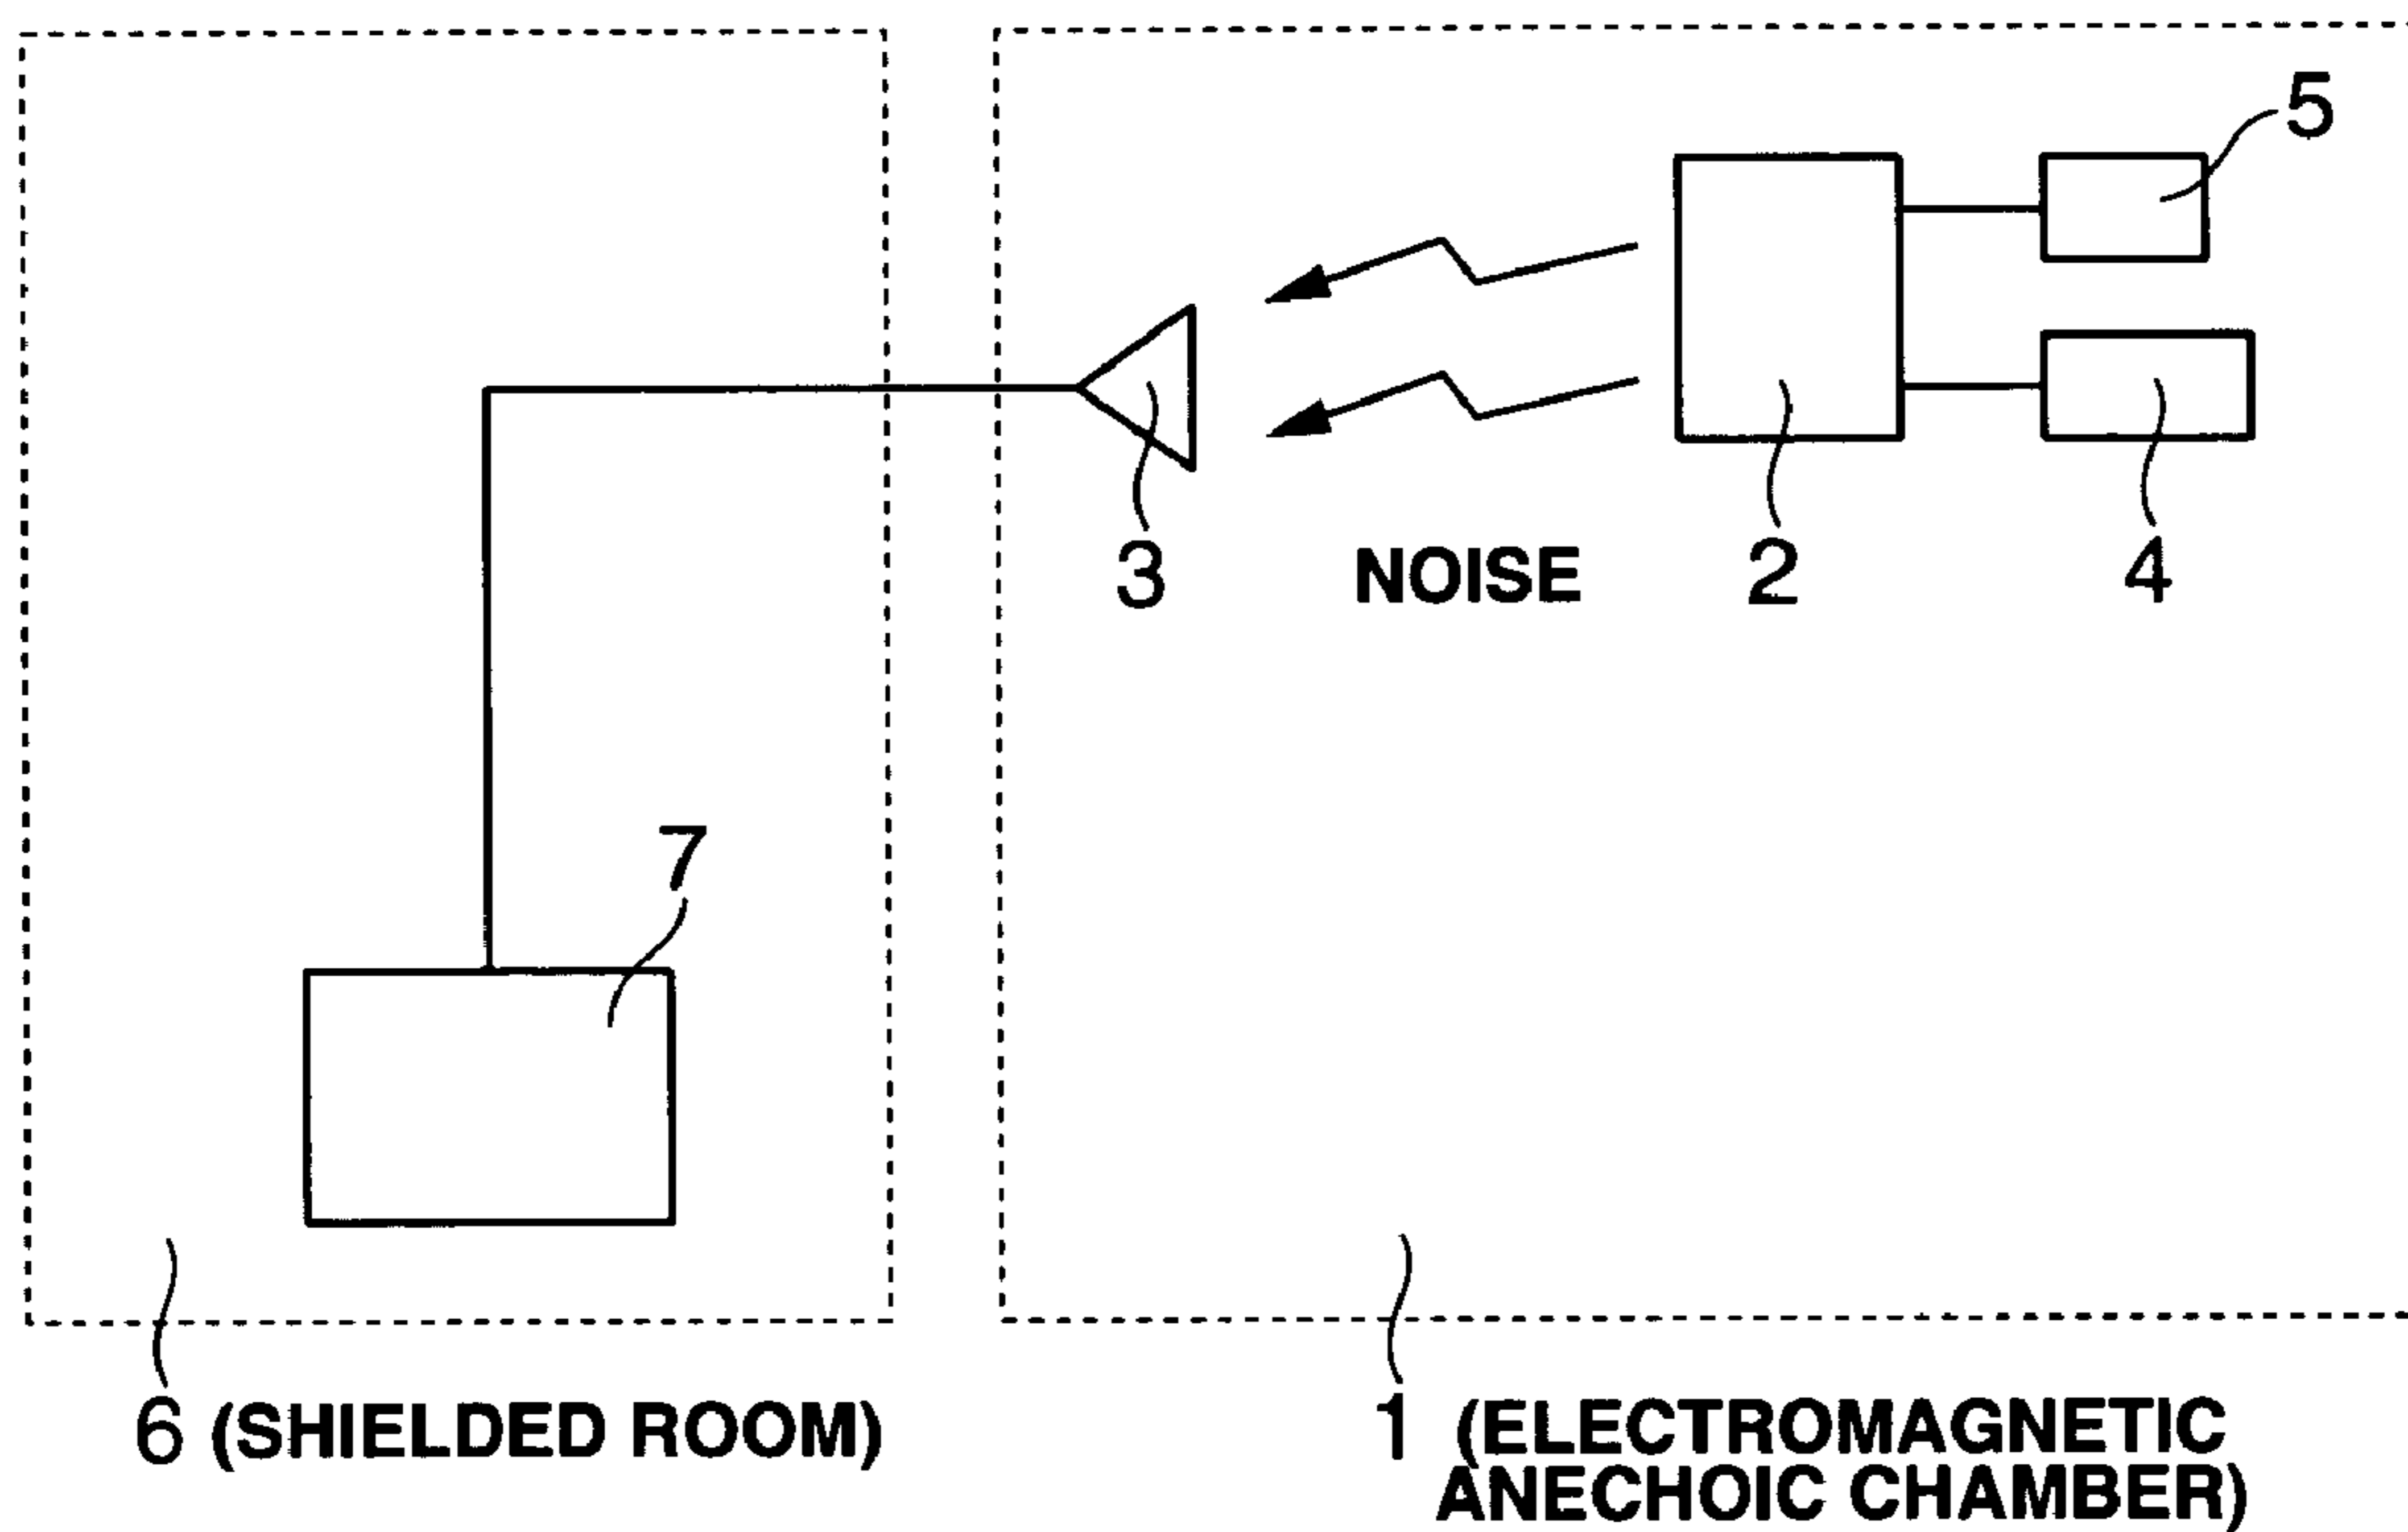 5
3
NOISE
2
4
7
6 (SHIELDED ROOM)
1 (ELECTROMAGNETIC
ANECHOIC CHAMBER)